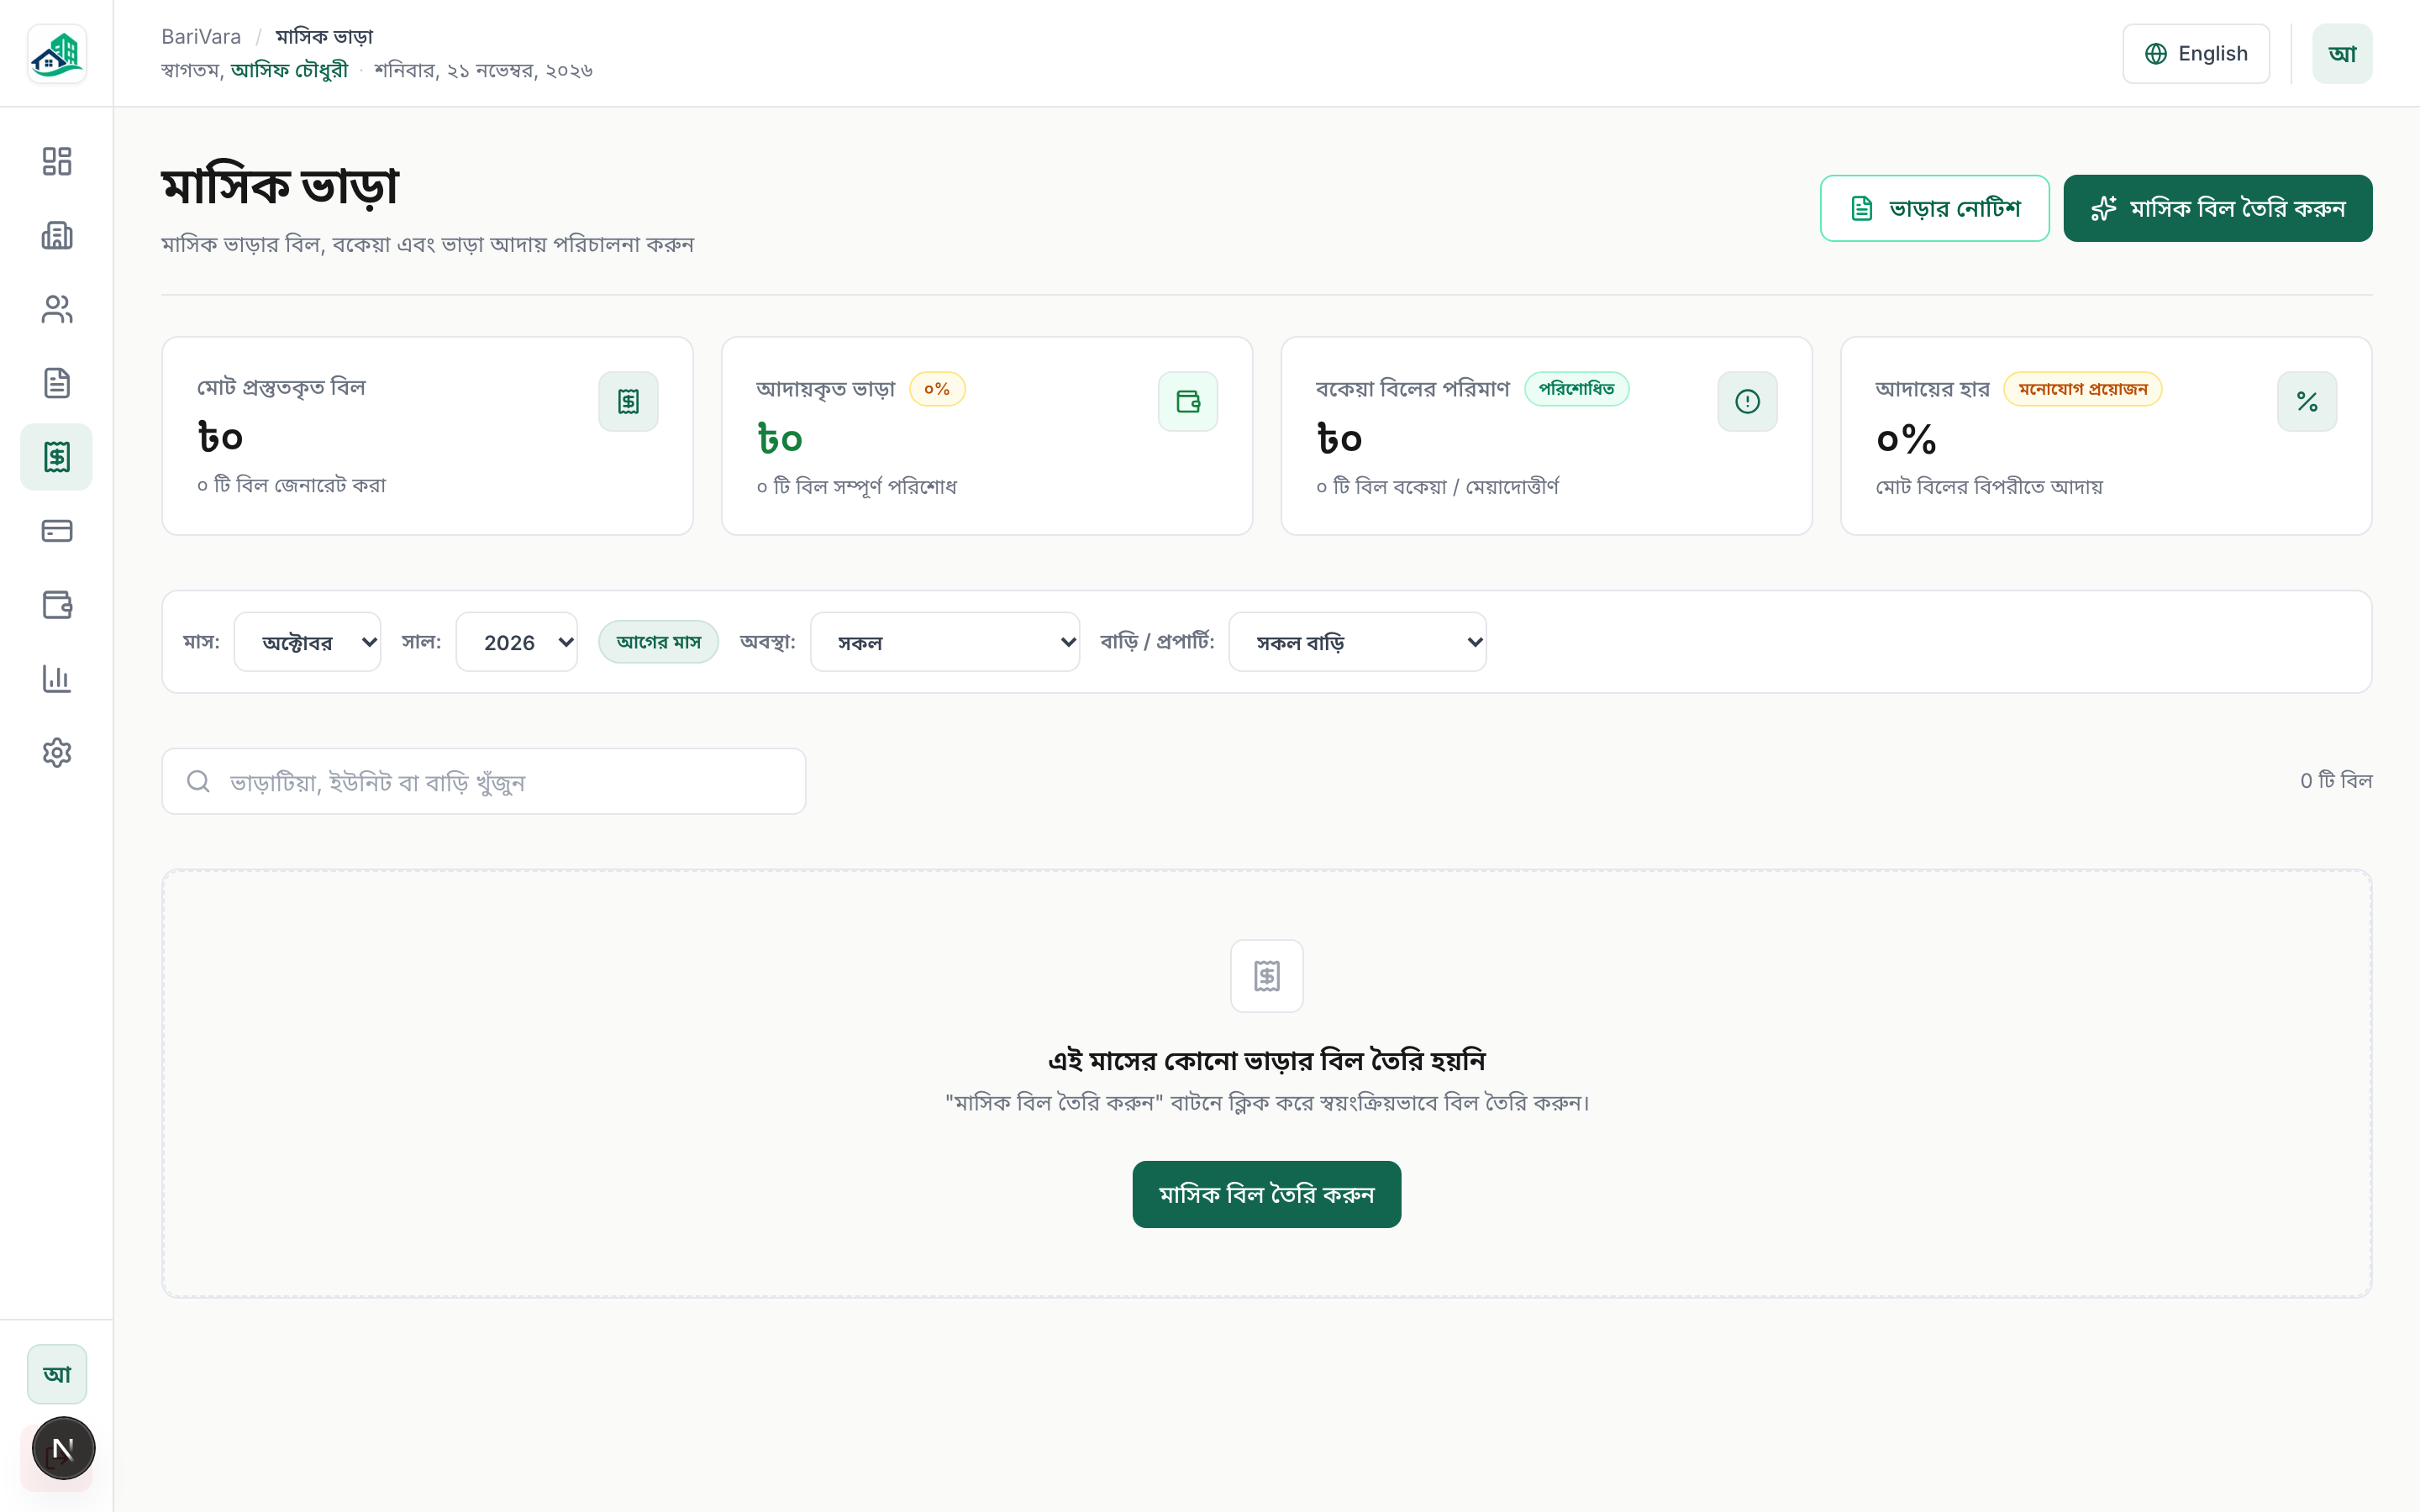 BariVara / মাসিক ভাড়া
স্বাগতম, আসিফ চৌধুরী · শনিবার, ২১ নভেম্বর, ২০২৬
English
আ
মাসিক ভাড়া
মাসিক ভাড়ার বিল, বকেয়া এবং ভাড়া আদায় পরিচালনা করুন
ভাড়ার নোটিশ
মাসিক বিল তৈরি করুন
মোট প্রস্তুতকৃত বিল
৳০
০ টি বিল জেনারেট করা
আদায়কৃত ভাড়া ০%
৳০
০ টি বিল সম্পূর্ণ পরিশোধ
বকেয়া বিলের পরিমাণ পরিশোধিত
৳০
০ টি বিল বকেয়া / মেয়াদোত্তীর্ণ
আদায়ের হার মনোযোগ প্রয়োজন
০%
মোট বিলের বিপরীতে আদায়
মাস: অক্টোবর সাল: 2026 আগের মাস অবস্থা: সকল বাড়ি / প্রপার্টি: সকল বাড়ি
ভাড়াটিয়া, ইউনিট বা বাড়ি খুঁজুন
0 টি বিল
এই মাসের কোনো ভাড়ার বিল তৈরি হয়নি
"মাসিক বিল তৈরি করুন" বাটনে ক্লিক করে স্বয়ংক্রিয়ভাবে বিল তৈরি করুন।
মাসিক বিল তৈরি করুন
আ
N